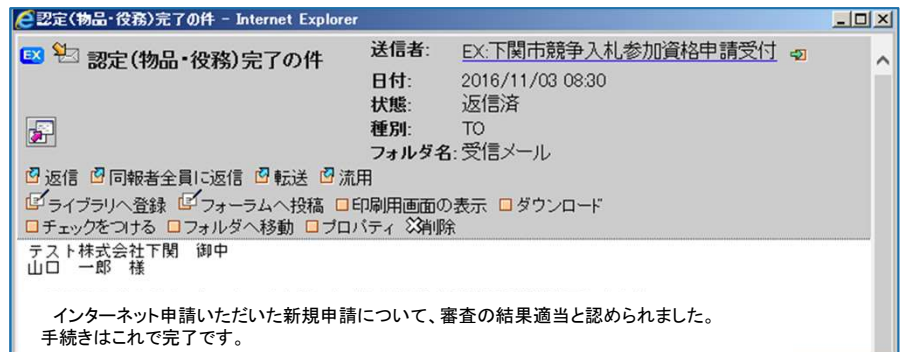 認定(物品・役務)完了の件 - Internet Explorer
EX 認定(物品・役務)完了の件
送信者: EX:下関市競争入札参加資格申請受付
日付: 2016/11/03 08:30
状態: 返信済
種別: TO
フォルダ名: 受信メール
返信 同報者全員に返信 転送 流用
ライブラリへ登録 フォーラムへ投稿 印刷用画面の表示 ダウンロード
チェックをつける フォルダへ移動 プロパティ 削除
テスト株式会社下関 御中
山口 一郎 様
インターネット申請いただいた新規申請について、審査の結果適当と認められました。
手続きはこれで完了です。